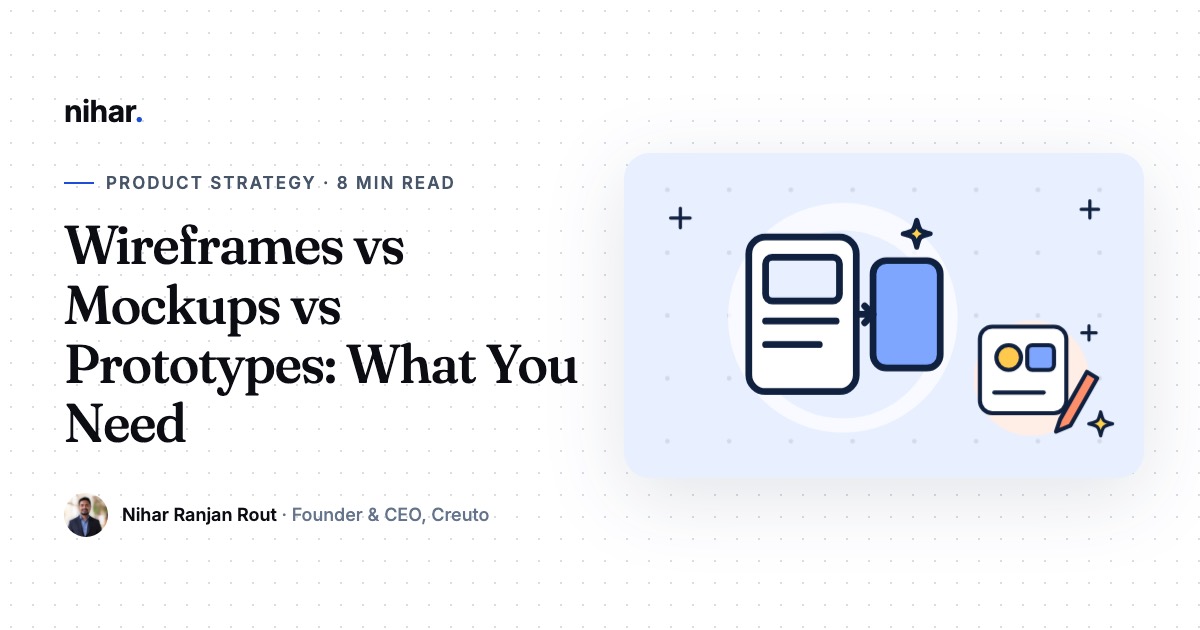 nihar.
PRODUCT STRATEGY · 8 MIN READ
Wireframes vs
Mockups vs
Prototypes: What You
Need
Nihar Ranjan Rout · Founder & CEO, Creuto